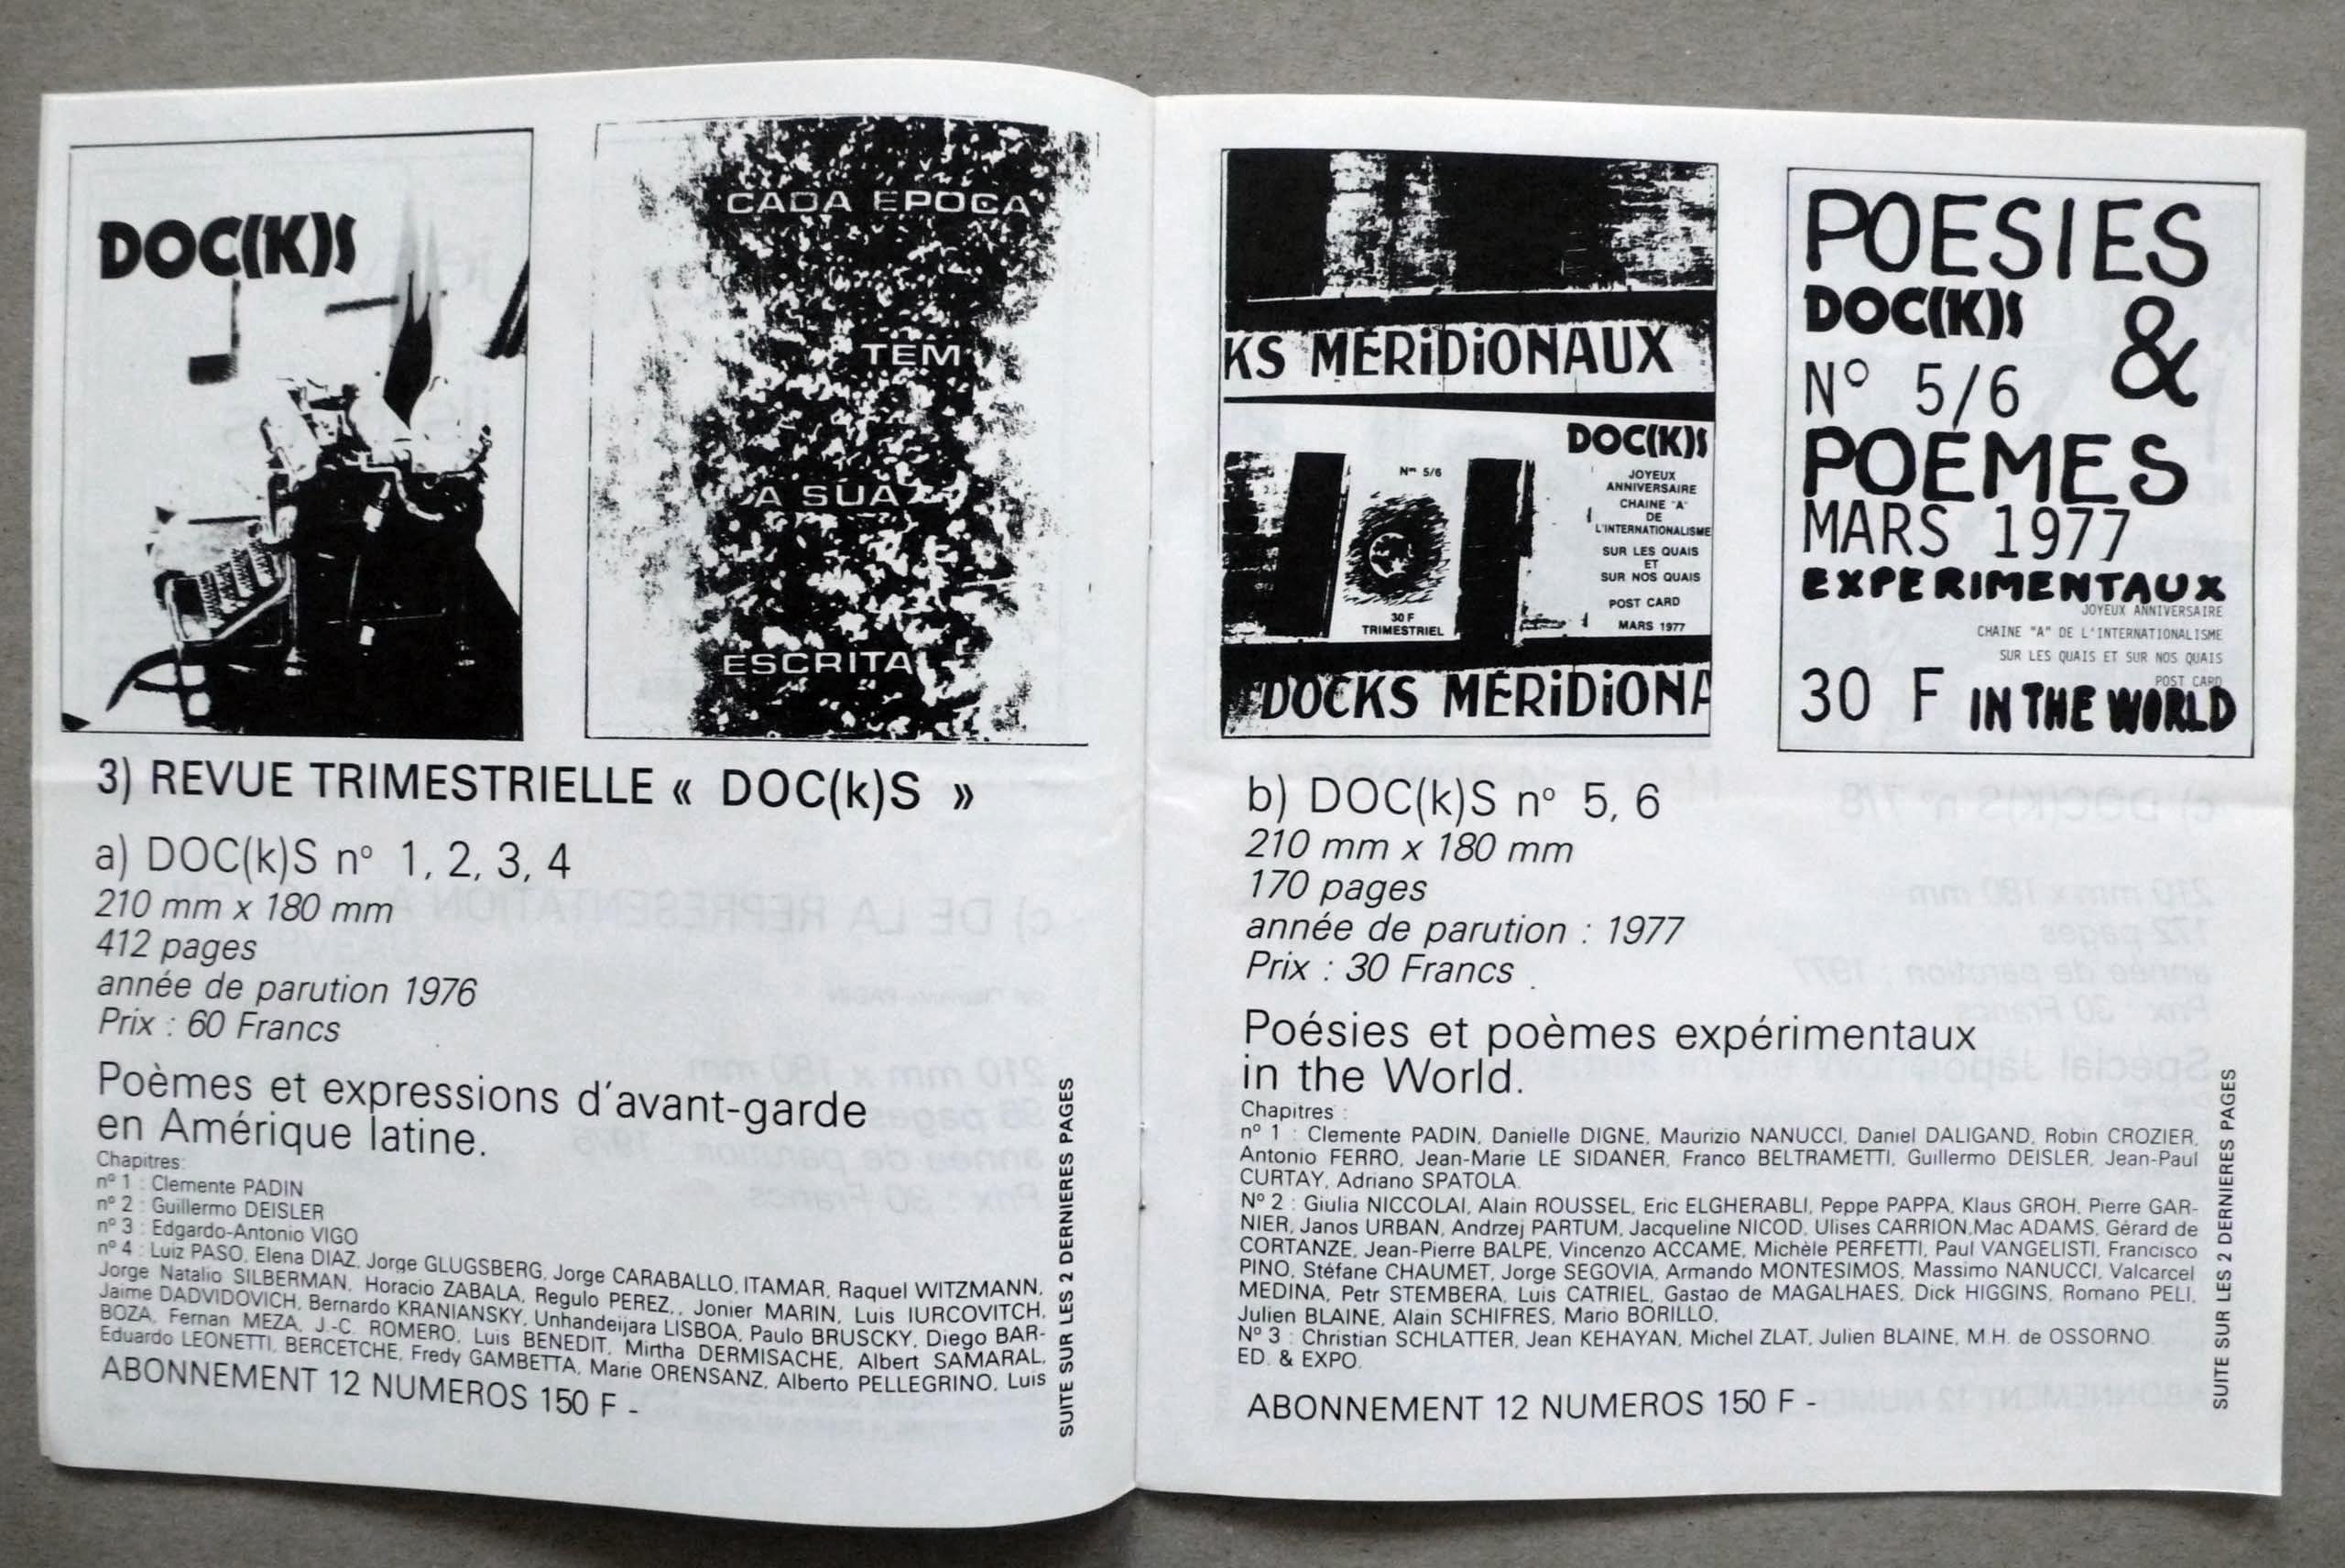 DOC(K)S
CADA EPOCA
TEM
A SUA
ESCRITA
3) REVUE TRIMESTRIELLE « DOC(k)S »
a) DOC(k)S nº 1, 2, 3, 4
210 mm x 180 mm
412 pages
année de parution 1976
Prix : 60 Francs
Poèmes et expressions d'avant-garde
en Amérique latine.
Chapitres:
nº 1 : Clemente PADIN
nº 2 : Guillermo DEISLER
nº 3 : Edgardo-Antonio VIGO
nº 4 : Luiz PASO, Elena DIAZ, Jorge GLUGSBERG, Jorge CARABALLO, ITAMAR, Raquel WITZMANN,
Jorge Natalio SILBERMAN, Horacio ZABALA, Regulo PEREZ,, Jonier MARIN, Luis IURCOVITCH,
Jaime DADVIDOVICH, Bernardo KRANIANSKY, Unhandeijara LISBOA, Paulo BRUSCKY, Diego BAR-
BOZA, Fernan MEZA, J.-C. ROMERO, Luis BENEDIT, Mirtha DERMISACHE, Albert SAMARAL,
Eduardo LEONETTI, BERCETCHE, Fredy GAMBETTA, Marie ORENSANZ, Alberto PELLEGRINO, Luis
ABONNEMENT 12 NUMEROS 150 F -
SUITE SUR LES 2 DERNIERES PAGES
KS MÉRiDiONAUX
DOC(K)S
Nos 5/6
JOYEUX
ANNIVERSAIRE
CHAINE "A"
DE
L'INTERNATIONALISME
SUR LES QUAIS
ET
SUR NOS QUAIS
POST CARD
MARS 1977
30 F
TRIMESTRIEL
DOCKS MÉRiDiONA
POESIES
DOC(K)S &
Nº 5/6
POÉMES
MARS 1977
EXPERIMENTAUX
JOYEUX ANNIVERSAIRE
CHAINE "A" DE L'INTERNATIONALISME
SUR LES QUAIS ET SUR NOS QUAIS
POST CARD
30 F IN THE WORLD
b) DOC(k)S nº 5, 6
210 mm x 180 mm
170 pages
année de parution : 1977
Prix : 30 Francs
Poésies et poèmes expérimentaux
in the World.
Chapitres :
nº 1 : Clemente PADIN, Danielle DIGNE, Maurizio NANUCCI, Daniel DALIGAND, Robin CROZIER,
Antonio FERRO, Jean-Marie LE SIDANER, Franco BELTRAMETTI, Guillermo DEISLER, Jean-Paul
CURTAY, Adriano SPATOLA.
Nº 2 : Giulia NICCOLAI, Alain ROUSSEL, Eric ELGHERABLI, Peppe PAPPA, Klaus GROH, Pierre GAR-
NIER, Janos URBAN, Andrzej PARTUM, Jacqueline NICOD, Ulises CARRION,Mac ADAMS, Gérard de
CORTANZE, Jean-Pierre BALPE, Vincenzo ACCAME, Michèle PERFETTI, Paul VANGELISTI, Francisco
PINO, Stéfane CHAUMET, Jorge SEGOVIA, Armando MONTESIMOS, Massimo NANUCCI, Valcarcel
MEDINA, Petr STEMBERA, Luis CATRIEL, Gastao de MAGALHAES, Dick HIGGINS, Romano PELI,
Julien BLAINE, Alain SCHIFRES, Mario BORILLO.
Nº 3 : Christian SCHLATTER, Jean KEHAYAN, Michel ZLAT, Julien BLAINE, M.H. de OSSORNO.
ED. & EXPO.
ABONNEMENT 12 NUMEROS 150 F -
SUITE SUR LES 2 DERNIERES PAGES